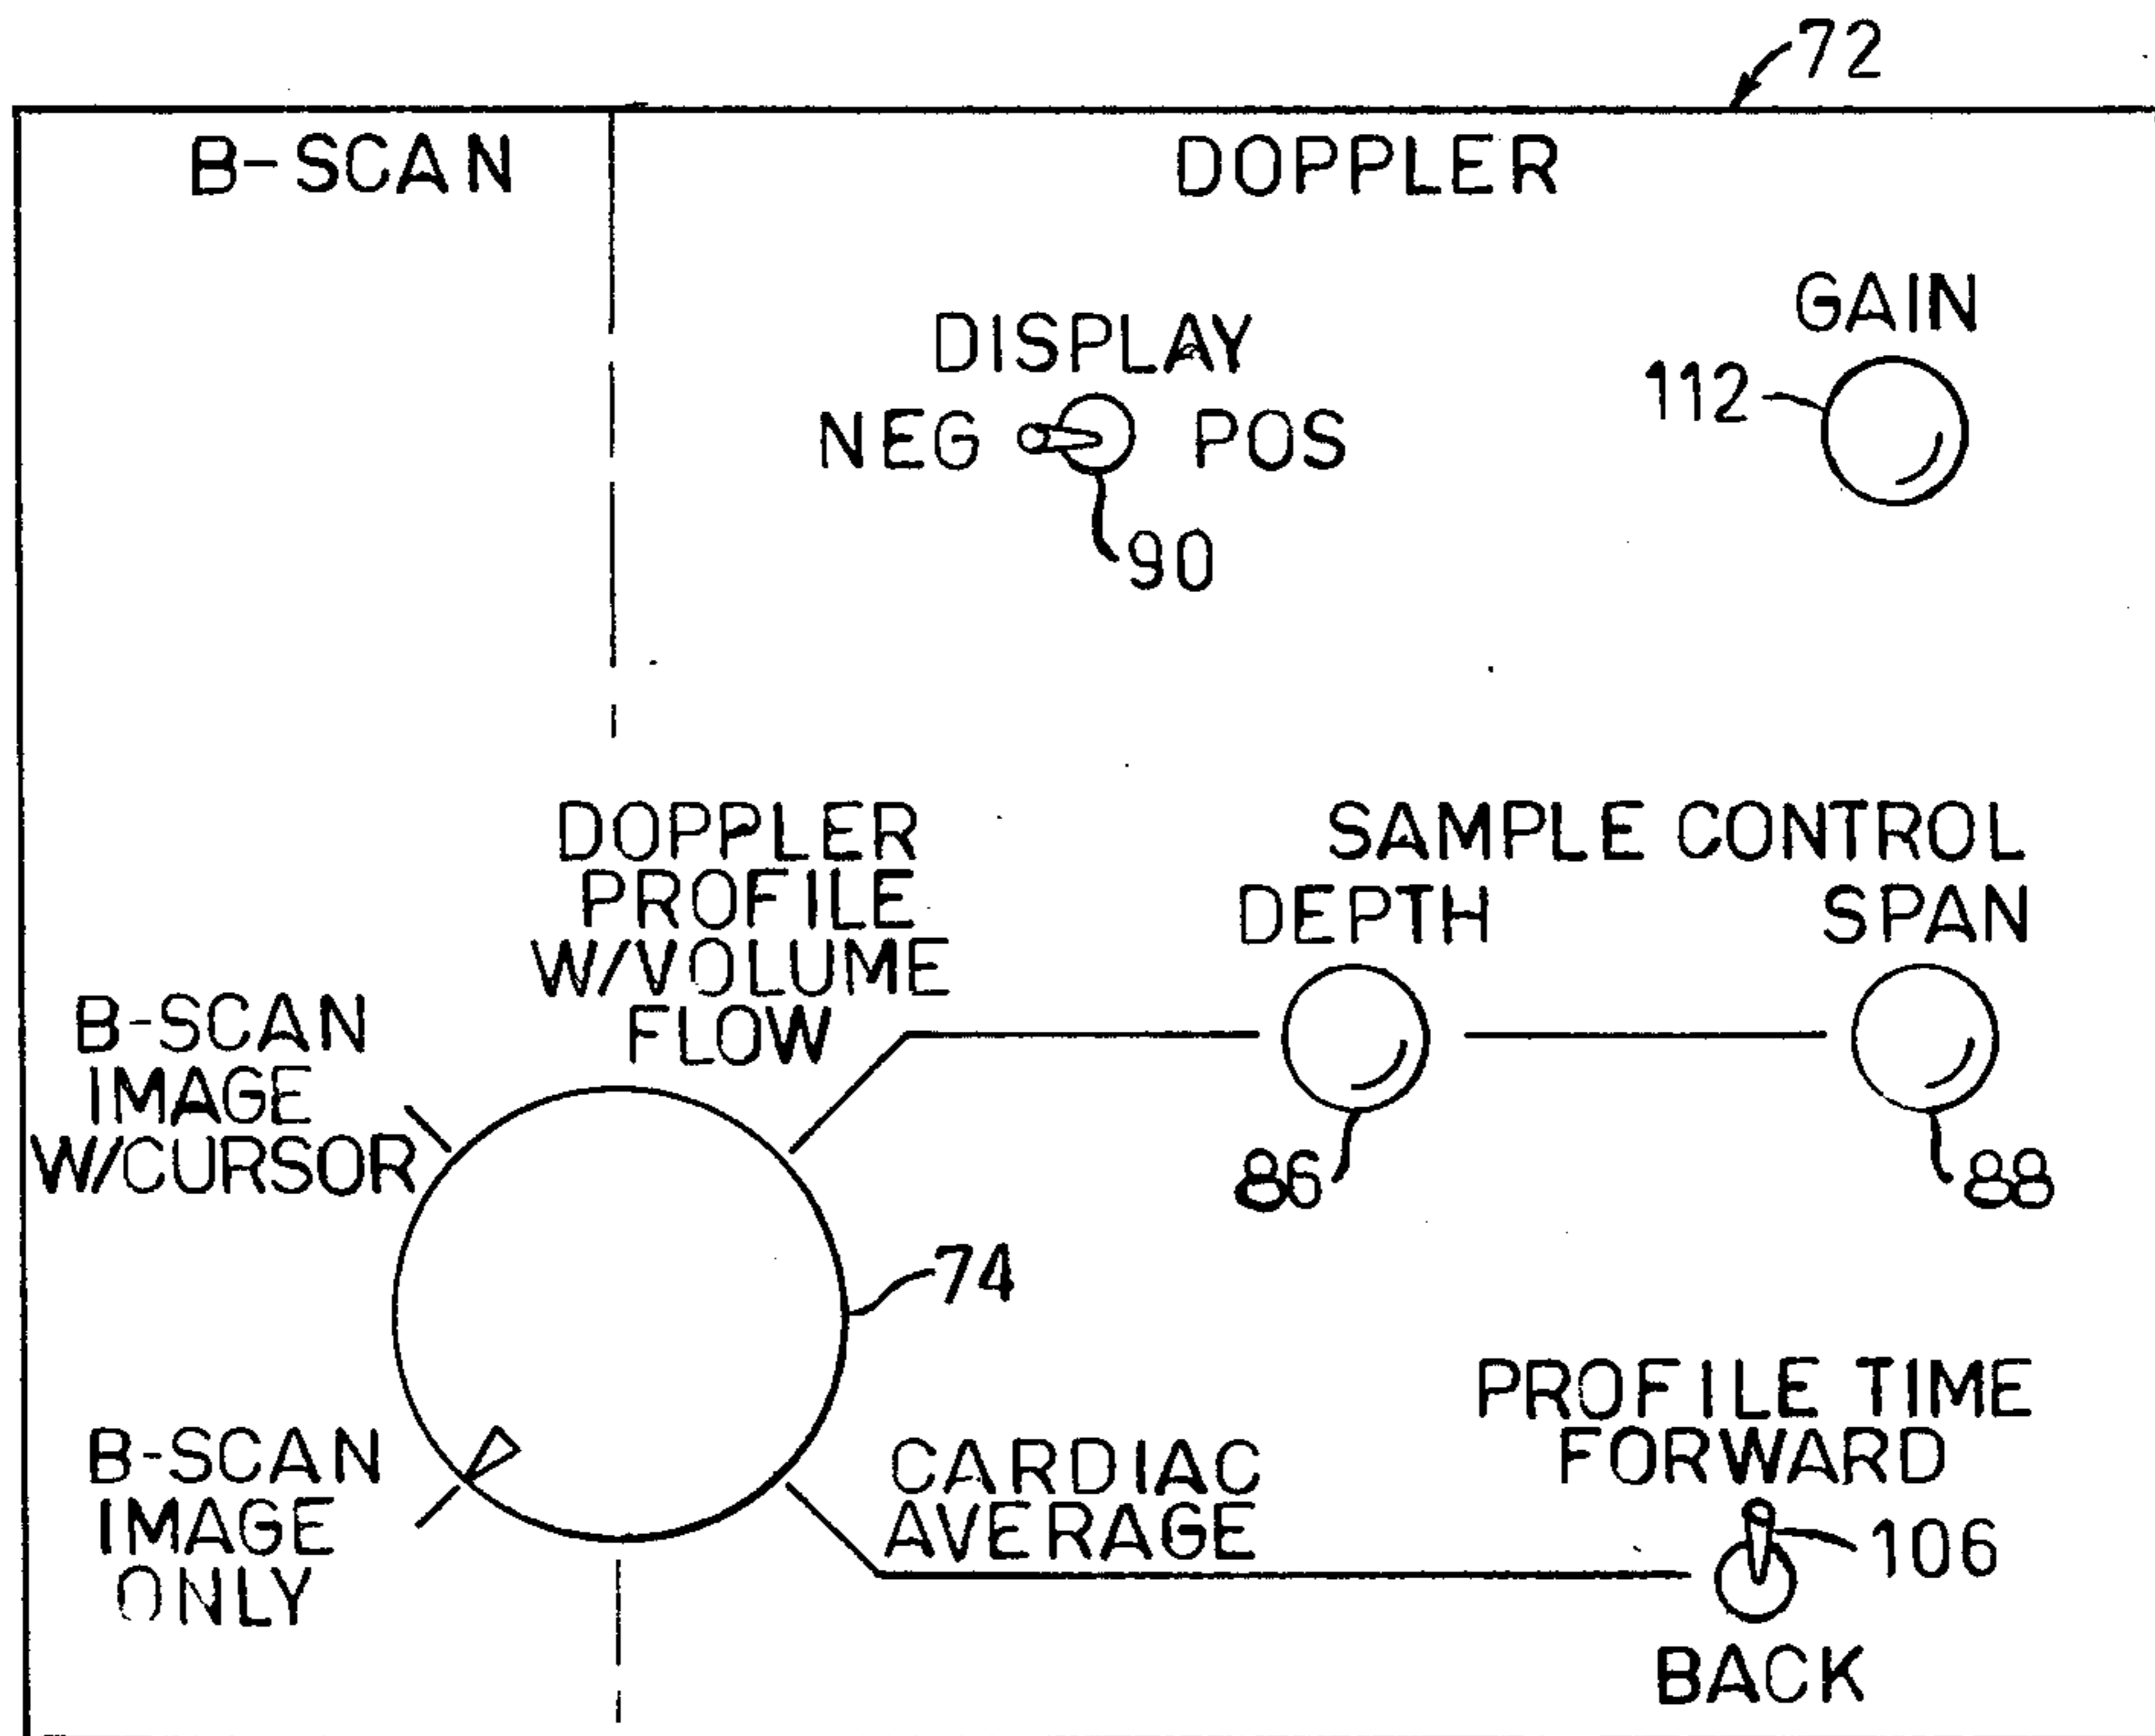 72
B-SCAN
DOPPLER
GAIN
112
DISPLAY
NEG POS
90
DOPPLER
PROFILE
W/VOLUME
FLOW
SAMPLE CONTROL
DEPTH SPAN
86
88
B-SCAN
IMAGE
W/CURSOR
74
B-SCAN
IMAGE
ONLY
CARDIAC
AVERAGE
PROFILE TIME
FORWARD
106
BACK